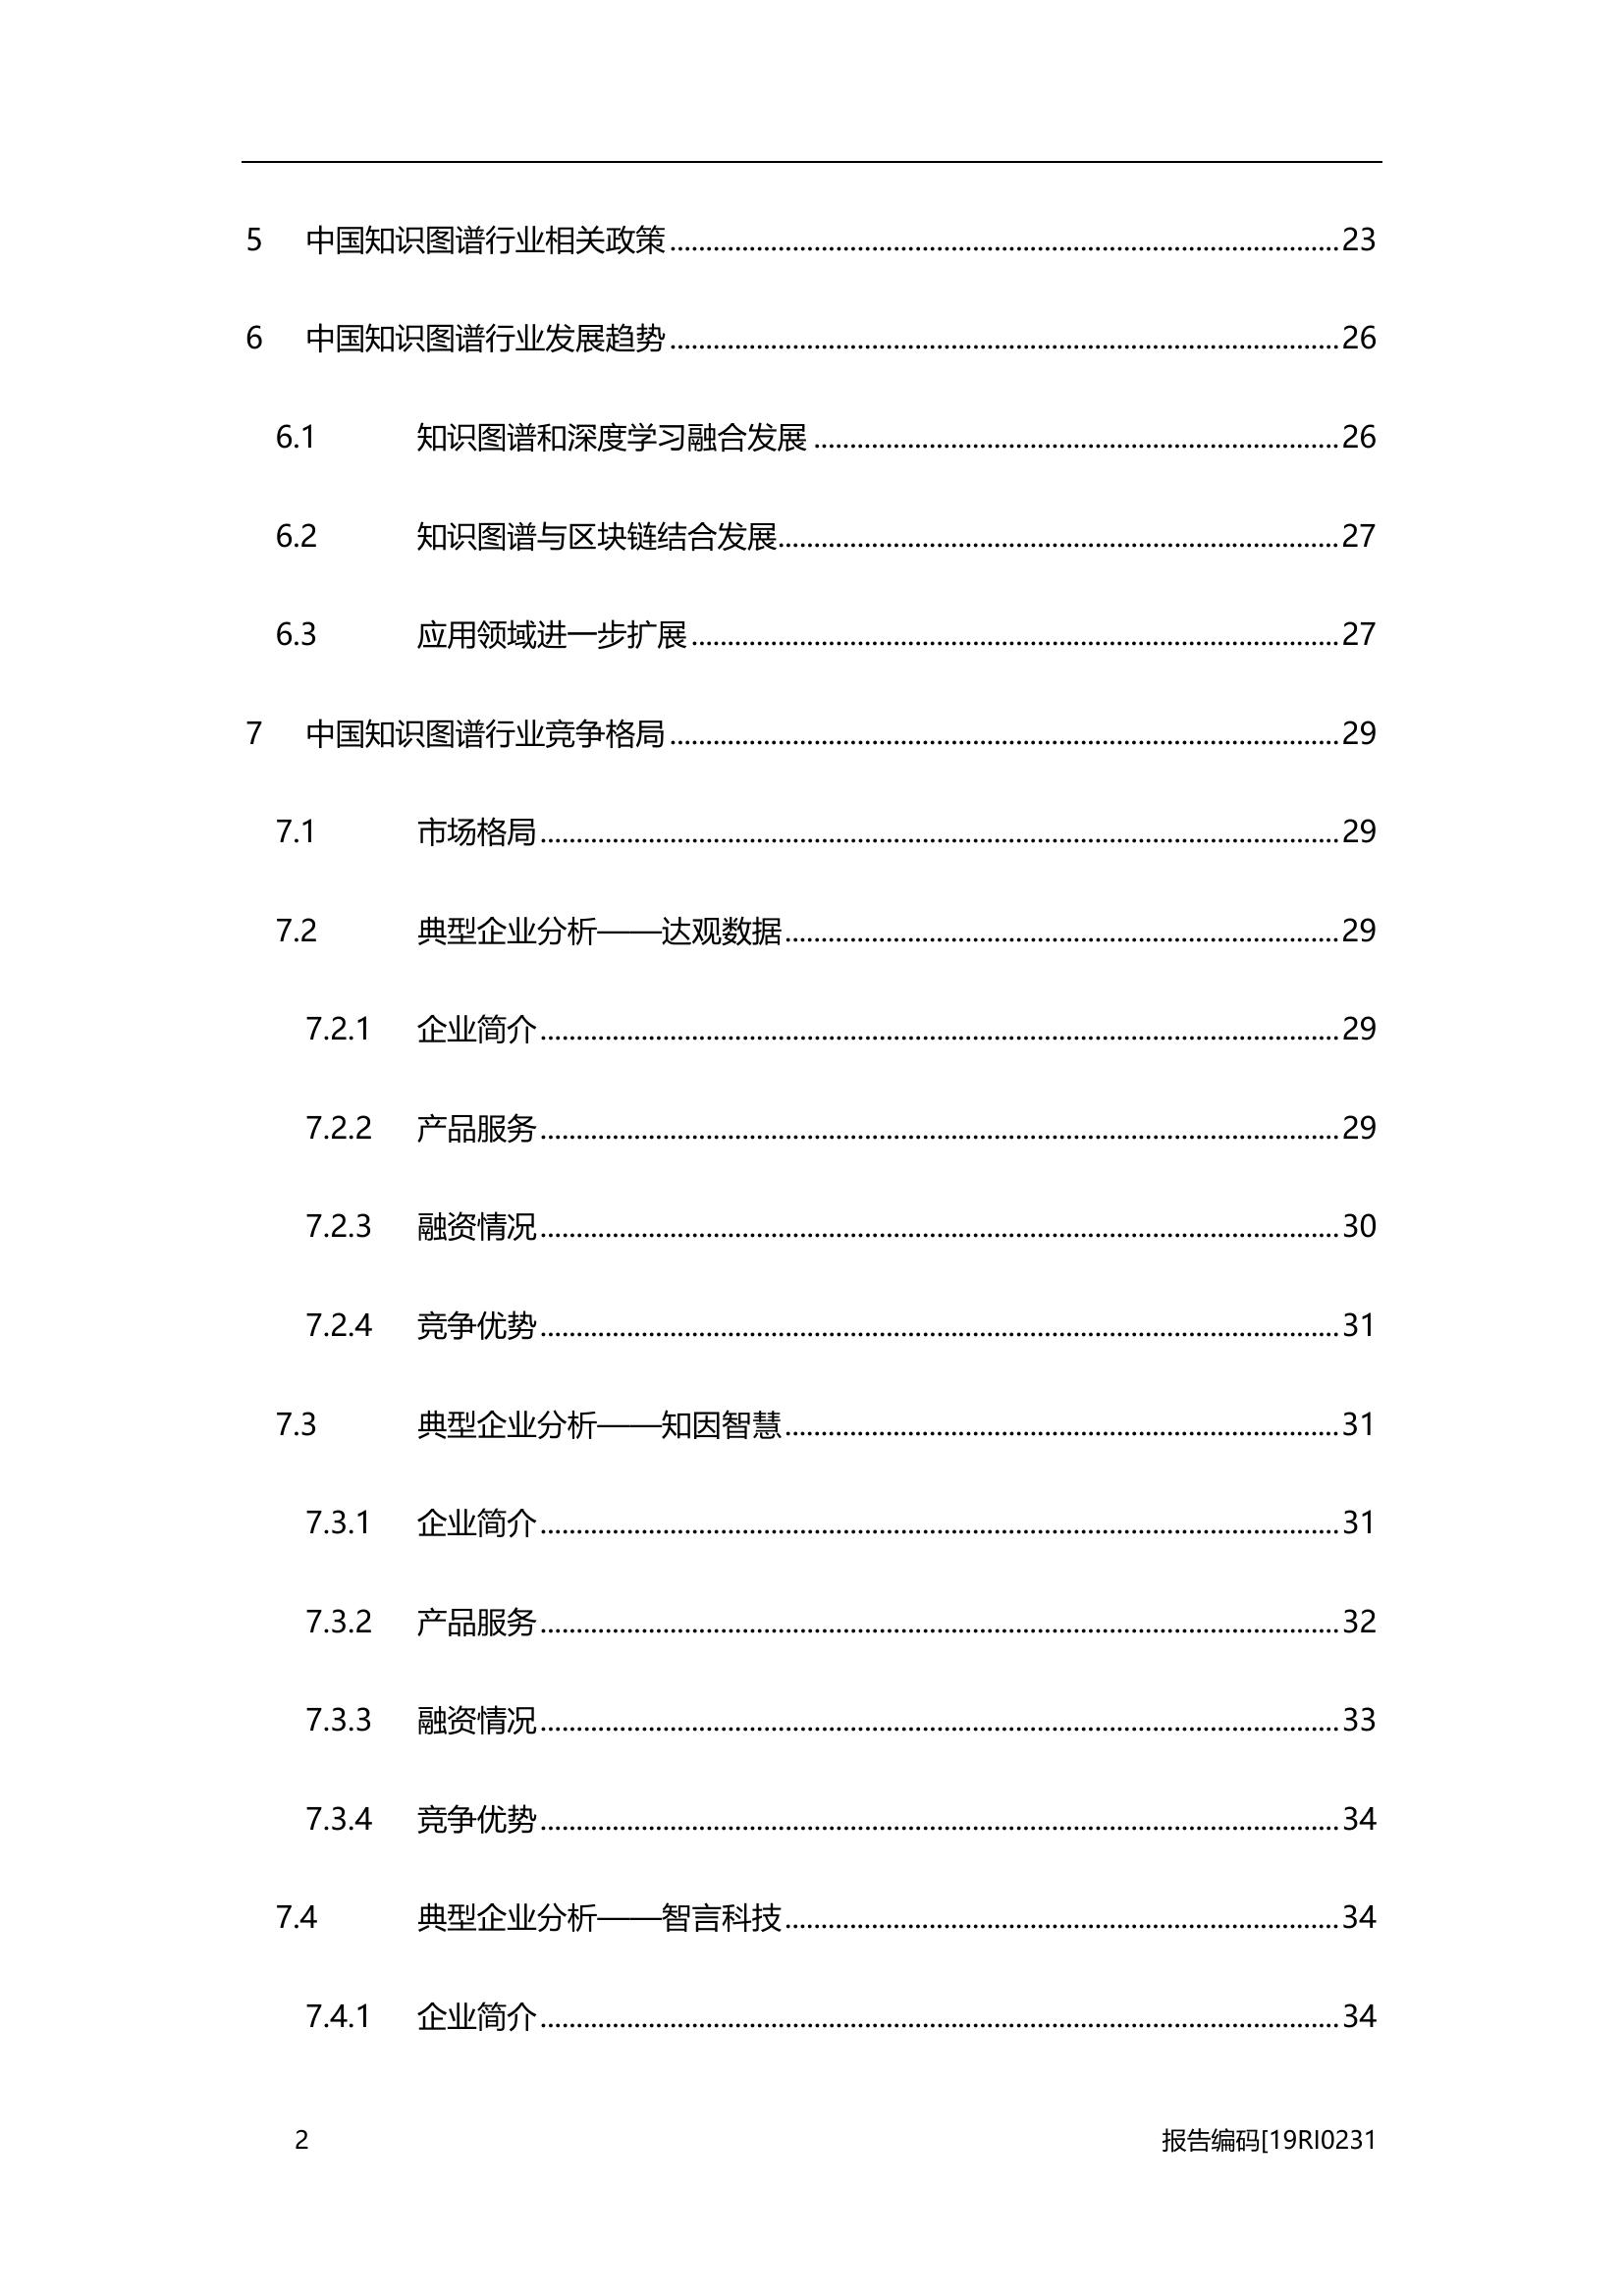 5 中国知识图谱行业相关政策........................................23
6 中国知识图谱行业发展趋势........................................26
6.1 知识图谱和深度学习融合发展........................................26
6.2 知识图谱与区块链结合发展........................................27
6.3 应用领域进一步扩展........................................27
7 中国知识图谱行业竞争格局........................................29
7.1 市场格局........................................29
7.2 典型企业分析——达观数据........................................29
7.2.1 企业简介........................................29
7.2.2 产品服务........................................29
7.2.3 融资情况........................................30
7.2.4 竞争优势........................................31
7.3 典型企业分析——知因智慧........................................31
7.3.1 企业简介........................................31
7.3.2 产品服务........................................32
7.3.3 融资情况........................................33
7.3.4 竞争优势........................................34
7.4 典型企业分析——智言科技........................................34
7.4.1 企业简介........................................34
2 报告编码[19RI0231